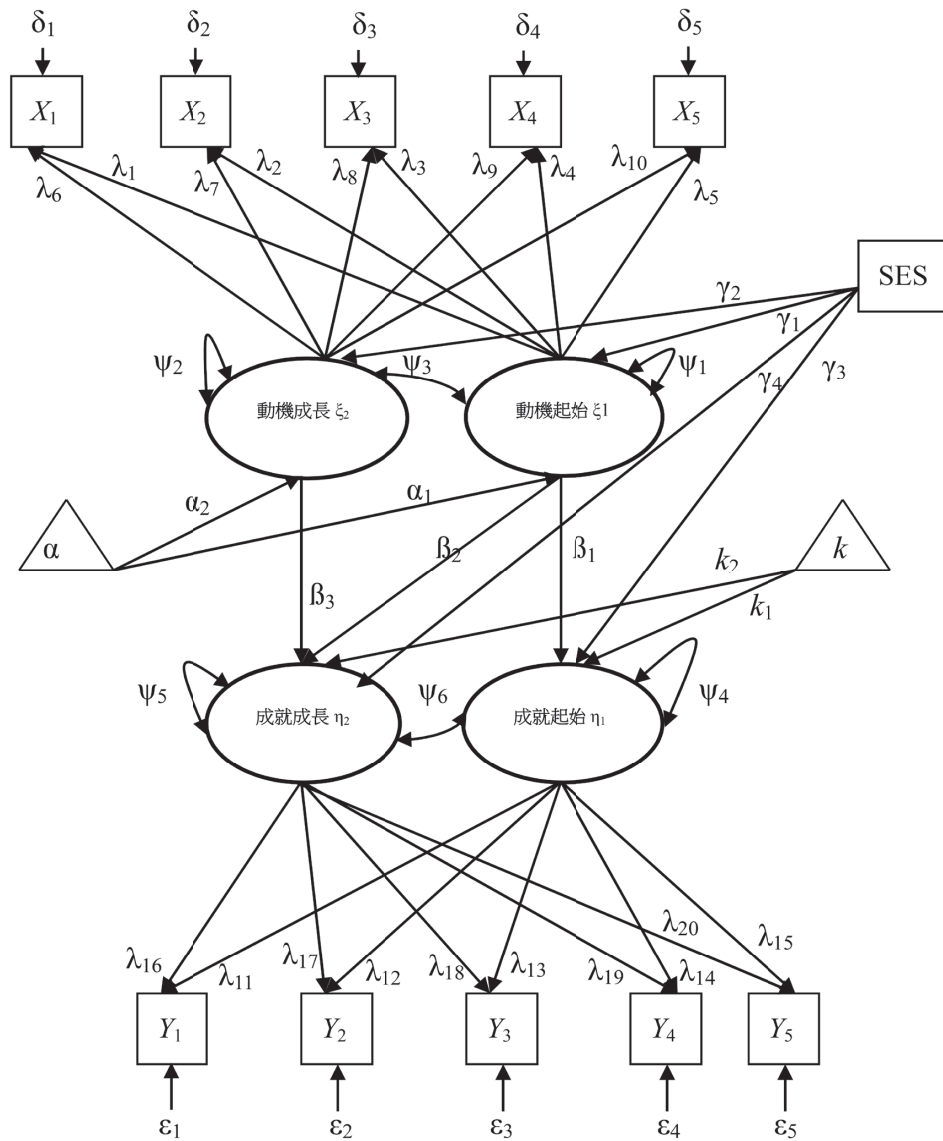 δ1 δ2 δ3 δ4 δ5
X1 X2 X3 X4 X5
λ6 λ1 λ7 λ2 λ8 λ3 λ9 λ4 λ10 λ5
SES
γ2 γ1 γ4 γ3
ψ2 ψ3 ψ1
動機成長 ξ2 動機起始 ξ1
α α2 α1 k
ß3 ß2 ß1 k2 k1
ψ5 ψ6 ψ4
成就成長 η2 成就起始 η1
λ16 λ11 λ17 λ12 λ18 λ13 λ19 λ14 λ20 λ15
Y1 Y2 Y3 Y4 Y5
ε1 ε2 ε3 ε4 ε5